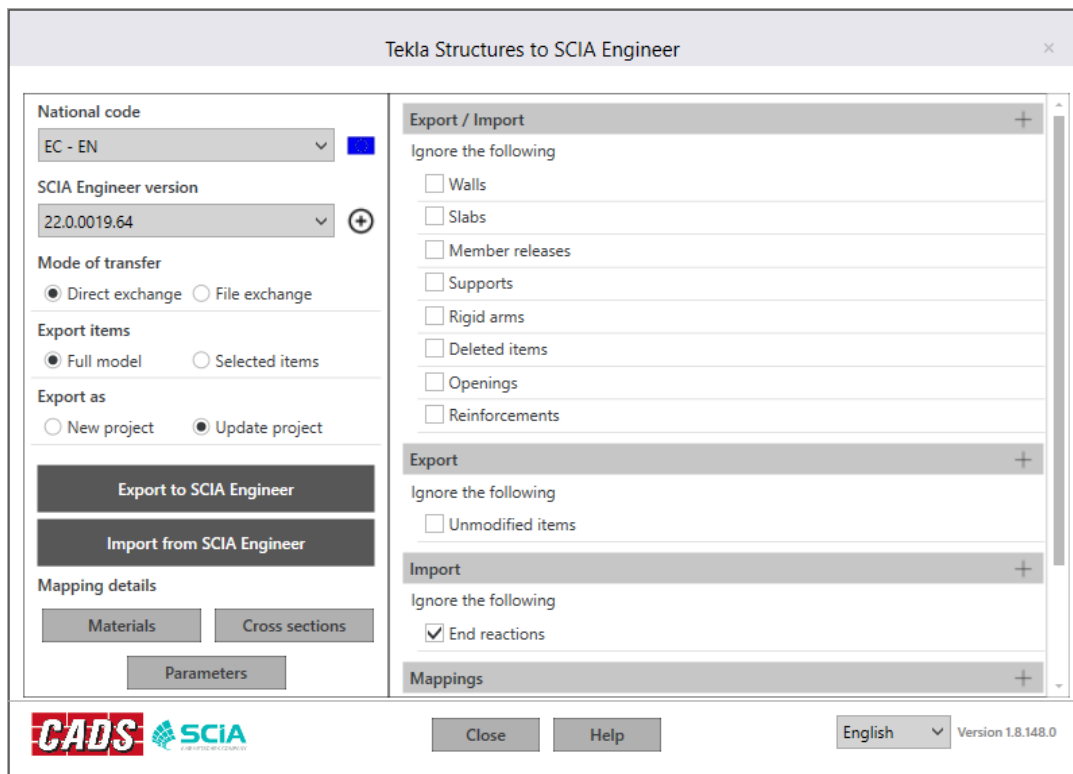 Tekla Structures to SCIA Engineer
National code
EC - EN
SCIA Engineer version
22.0.0019.64
Mode of transfer
Direct exchange File exchange
Export items
Full model Selected items
Export as
New project Update project
Export to SCIA Engineer
Import from SCIA Engineer
Mapping details
Materials Cross sections
Parameters
Export / Import
Ignore the following
Walls
Slabs
Member releases
Supports
Rigid arms
Deleted items
Openings
Reinforcements
Export
Ignore the following
Unmodified items
Import
Ignore the following
End reactions
Mappings
CADS SCIA
Close Help English Version 1.8.148.0